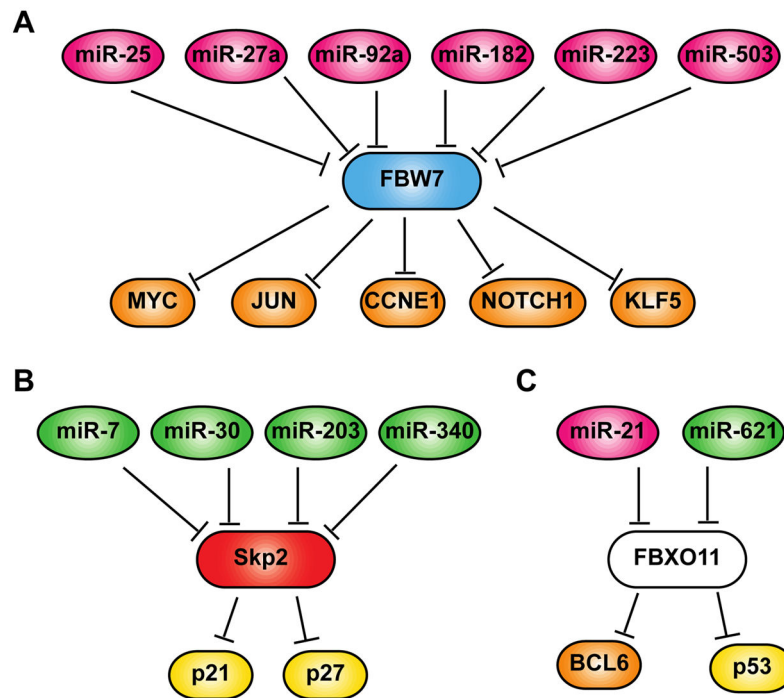 A
miR-25 miR-27a miR-92a miR-182 miR-223 miR-503
FBW7
MYC JUN CCNE1 NOTCH1 KLF5
B
miR-7 miR-30 miR-203 miR-340
Skp2
p21 p27
C
miR-21 miR-621
FBXO11
BCL6 p53